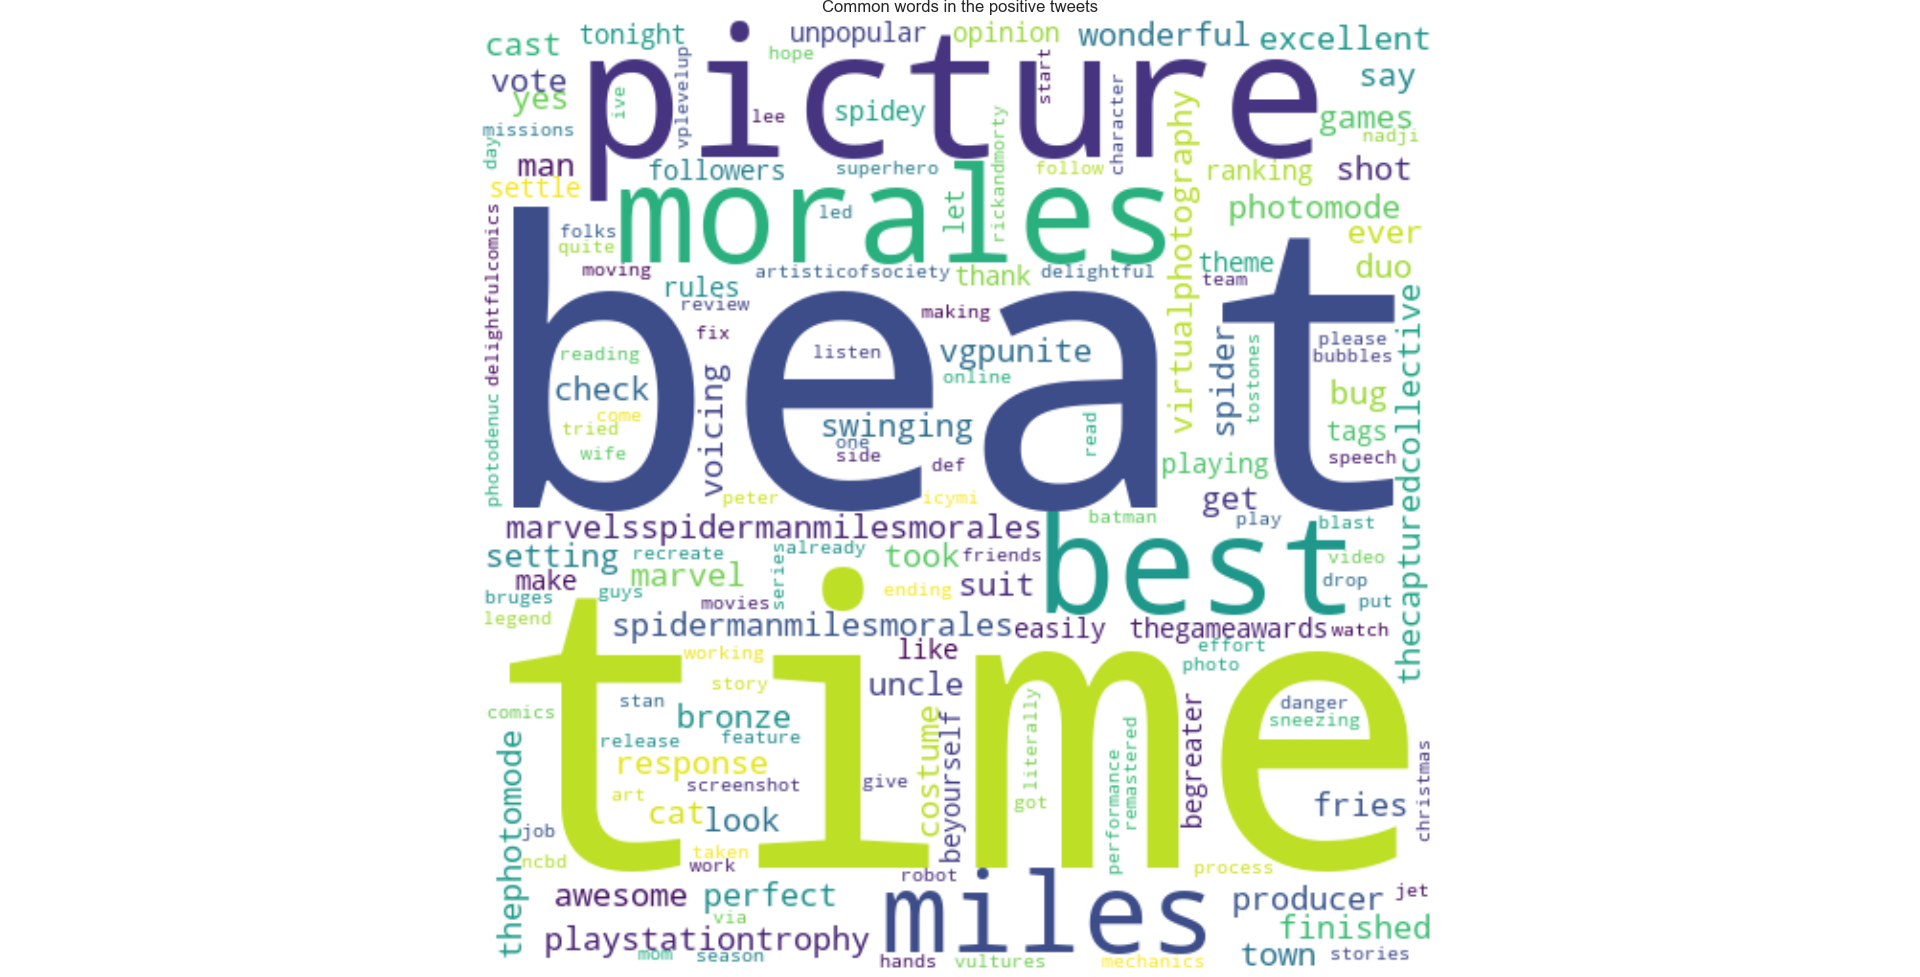 Common words in the positive tweets
cast
tonight
unpopular
opinion
wonderful
excellent
hope
vote
yes
picture
say
ive
vplevelup
lee
spidey
start
character
games
nadji
missions
day
man
settle
followers
superhero
rickandmorty
follow
virtualphotography
ranking
shot
morales
led
let
photomode
folks
quite
ever
moving
artisticofsociety
thank
delightful
theme
team
duo
delightfulcomics
rules
review
making
fix
beat
reading
check
come
tried
wife
voicing
listen
vgpunite
online
swinging
one
side
def
read
spider
tostones
please
bubbles
bug
tags
speech
thecapturedcollective
photodenuc
peter
icymi
playing
get
marvelsspidermanmilesmorales
batman
play
blast
setting
recreate
already
took
friends
best
video
make
marvel
series
ending
suit
drop
bruges
guys
movies
put
legend
spidermanmilesmorales
easily
thegameawards
watch
working
like
effort
photo
time
story
uncle
stan
bronze
comics
release
feature
costume
beyourself
literally
danger
sneezing
response
screenshot
give
got
performance
remastered
begreater
christmas
art
cat
look
fries
thephotomode
job
ncbd
taken
work
robot
process
awesome
perfect
miles
producer
jet
via
finished
playstationtrophy
mom
season
hands
vultures
mechanics
town
stories